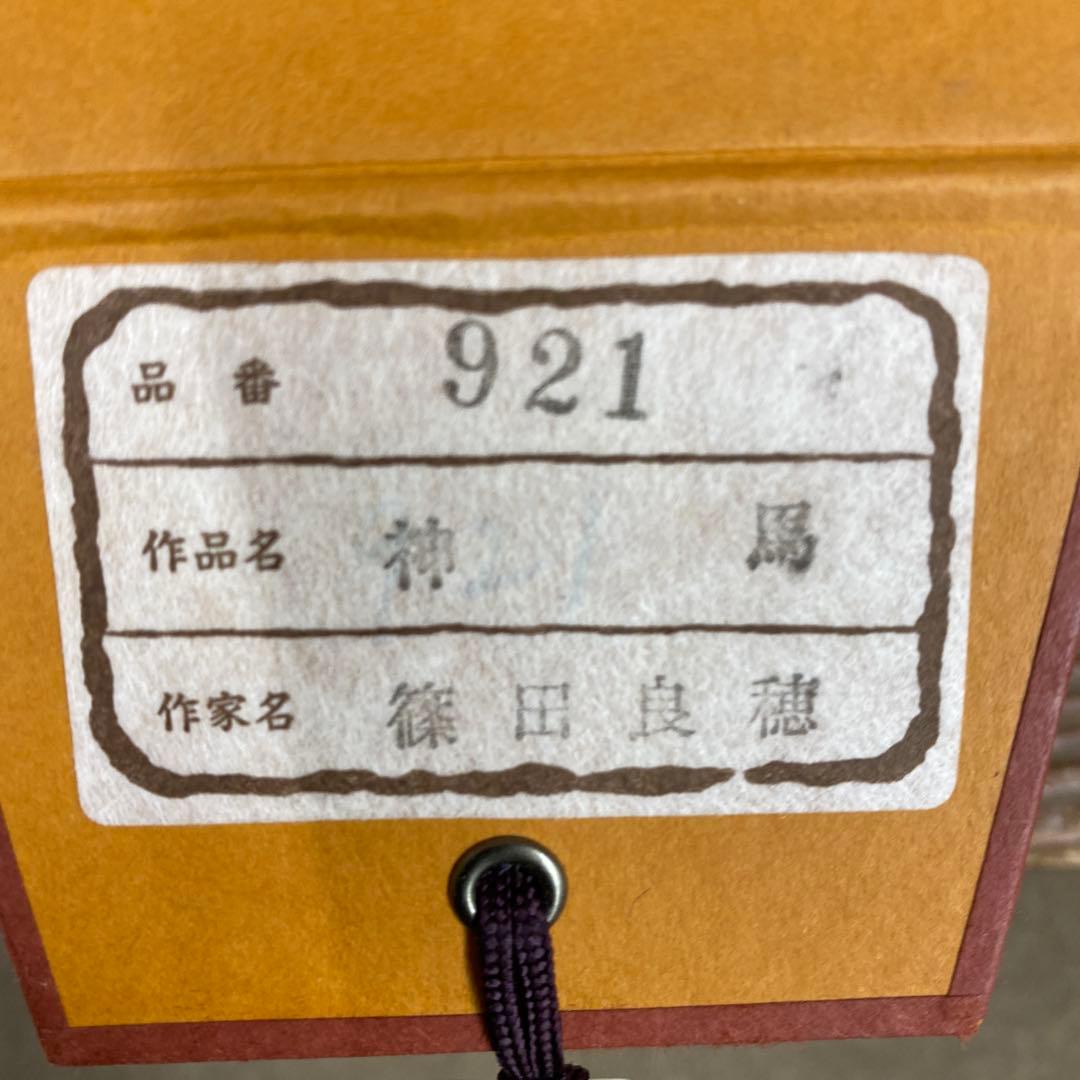 品番 921
作品名 神馬
作家名 篠田良穂